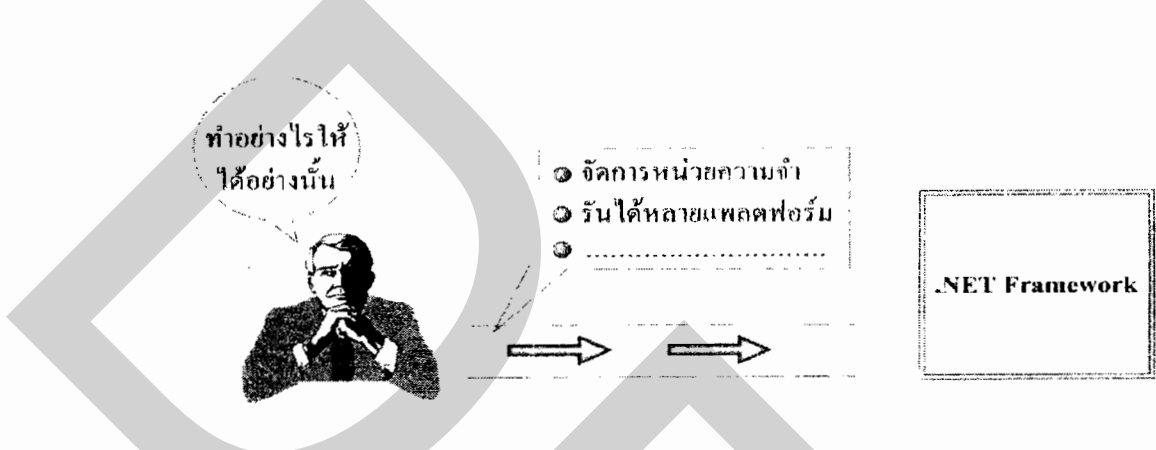 ทำอย่างไรให้
ได้อย่างนั้น
จัดการหน่วยความจำ
รันได้หลายแพลตฟอร์ม
............................
.NET Framework